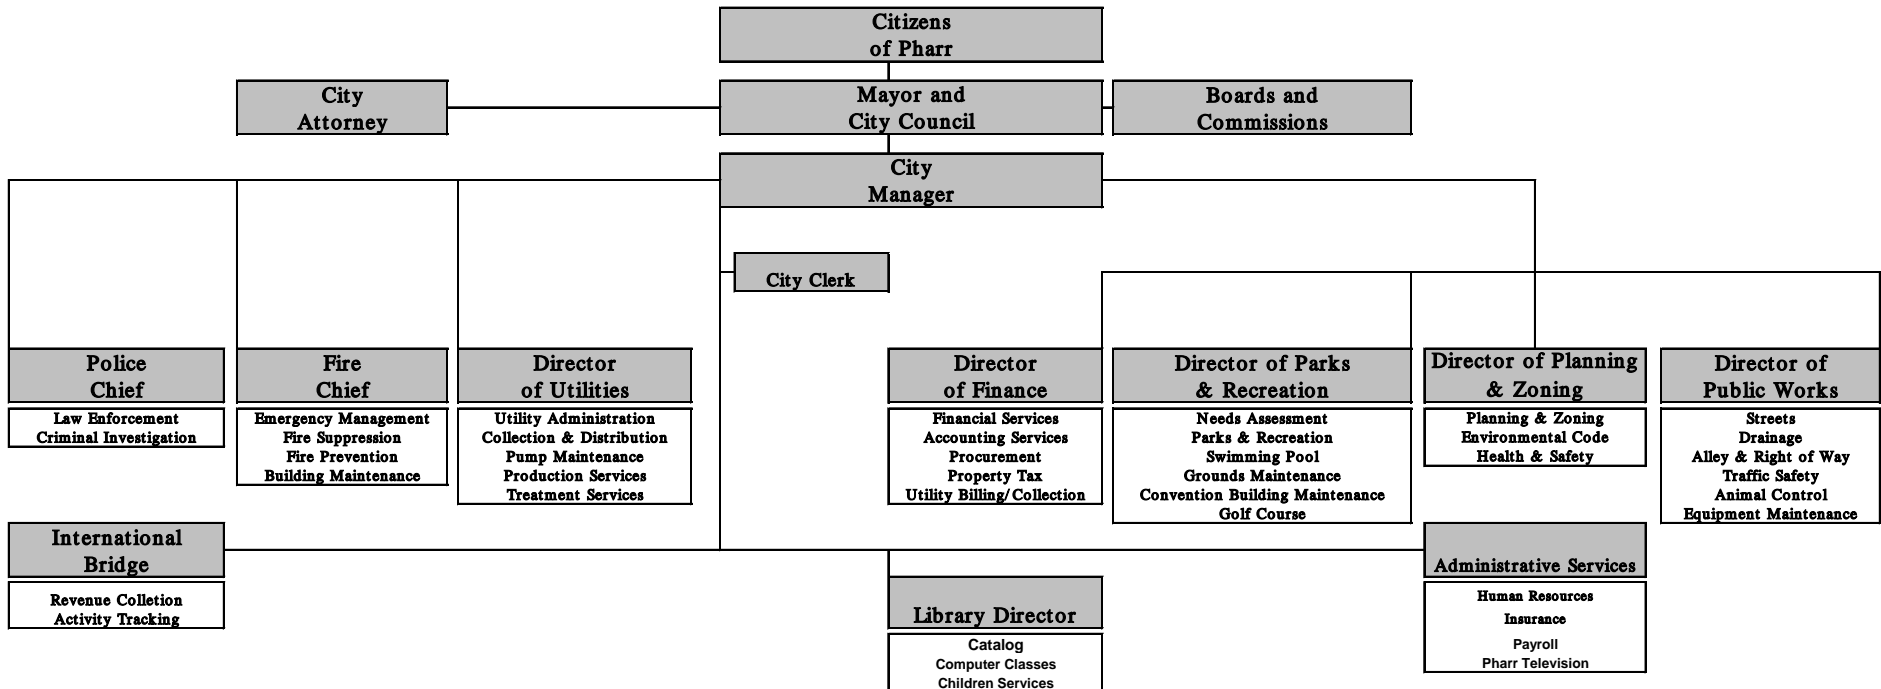 Citizens
of Pharr
City
Attorney
Mayor and
City Council
Boards and
Commissions
City
Manager
City Clerk
Police
Chief
Law Enforcement
Criminal Investigation
Fire
Chief
Emergency Management
Fire Suppression
Fire Prevention
Building Maintenance
Director
of Utilities
Utility Administration
Collection & Distribution
Pump Maintenance
Production Services
Treatment Services
Director
of Finance
Financial Services
Accounting Services
Procurement
Property Tax
Utility Billing/Collection
Director of Parks
& Recreation
Needs Assessment
Parks & Recreation
Swimming Pool
Grounds Maintenance
Convention Building Maintenance
Golf Course
Director of Planning
& Zoning
Planning & Zoning
Environmental Code
Health & Safety
Director of
Public Works
Streets
Drainage
Alley & Right of Way
Traffic Safety
Animal Control
Equipment Maintenance
International
Bridge
Revenue Colletion
Activity Tracking
Library Director
Catalog
Computer Classes
Children Services
Administrative Services
Human Resources
Insurance
Payroll
Pharr Television